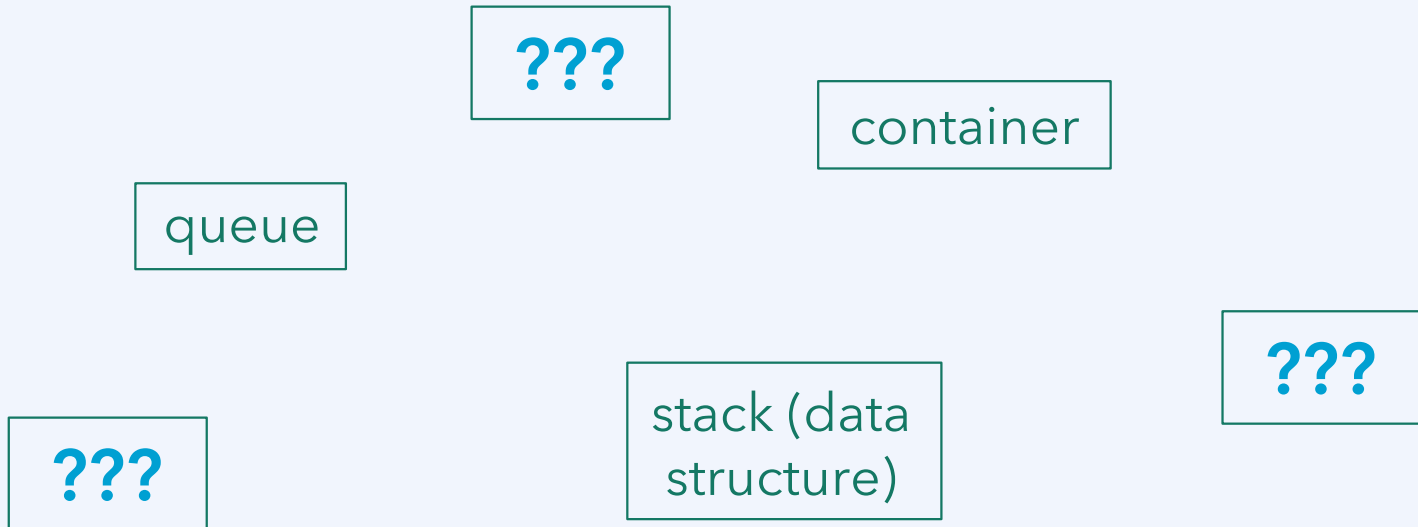 ???
container
queue
???
stack (data
structure)
???